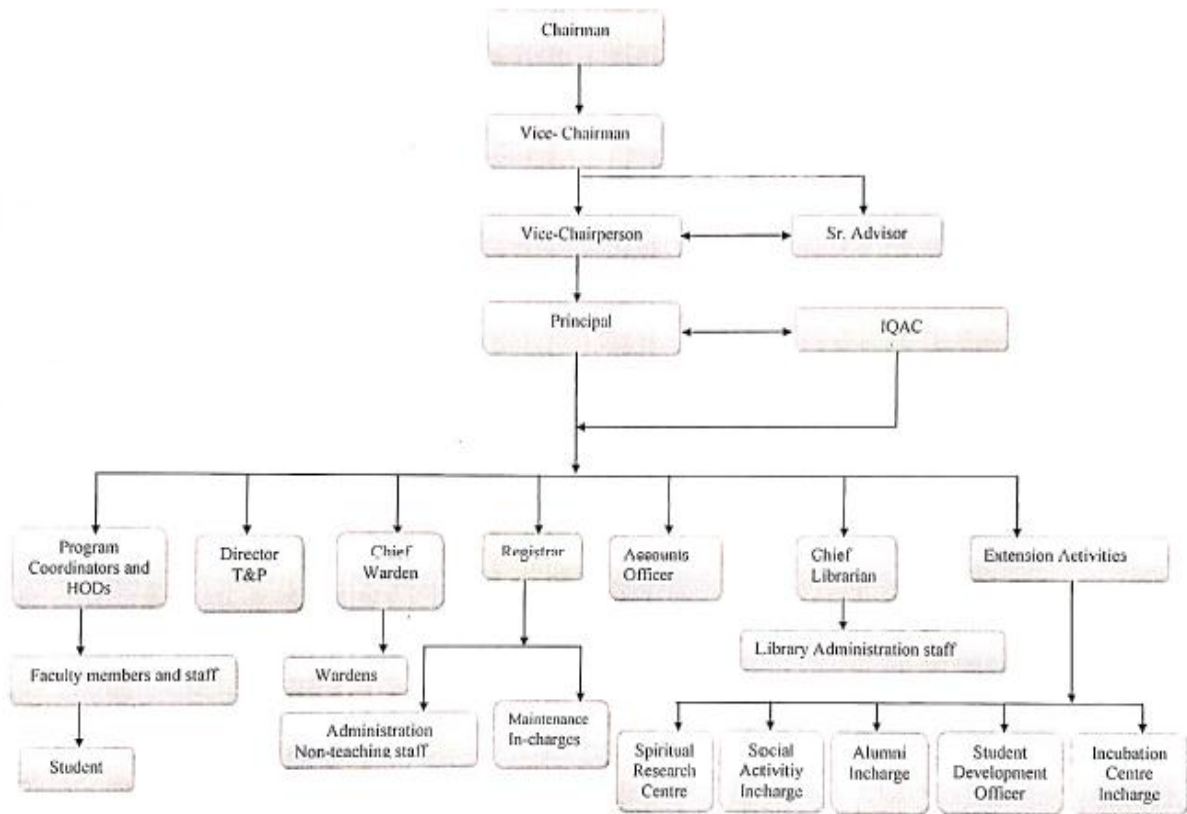 Chairman
Vice- Chairman
Vice-Chairperson
Sr. Advisor
Principal
IQAC
Program
Coordinators and
HODs
Director
T&P
Chief
Warden
Registrar
Accounts
Officer
Chief
Librarian
Extension Activities
Faculty members and staff
Wardens
Library Administration staff
Administration
Non-teaching staff
Maintenance
In-charges
Student
Spiritual
Research
Centre
Social
Activitiy
Incharge
Alumni
Incharge
Student
Development
Officer
Incubation
Centre
Incharge